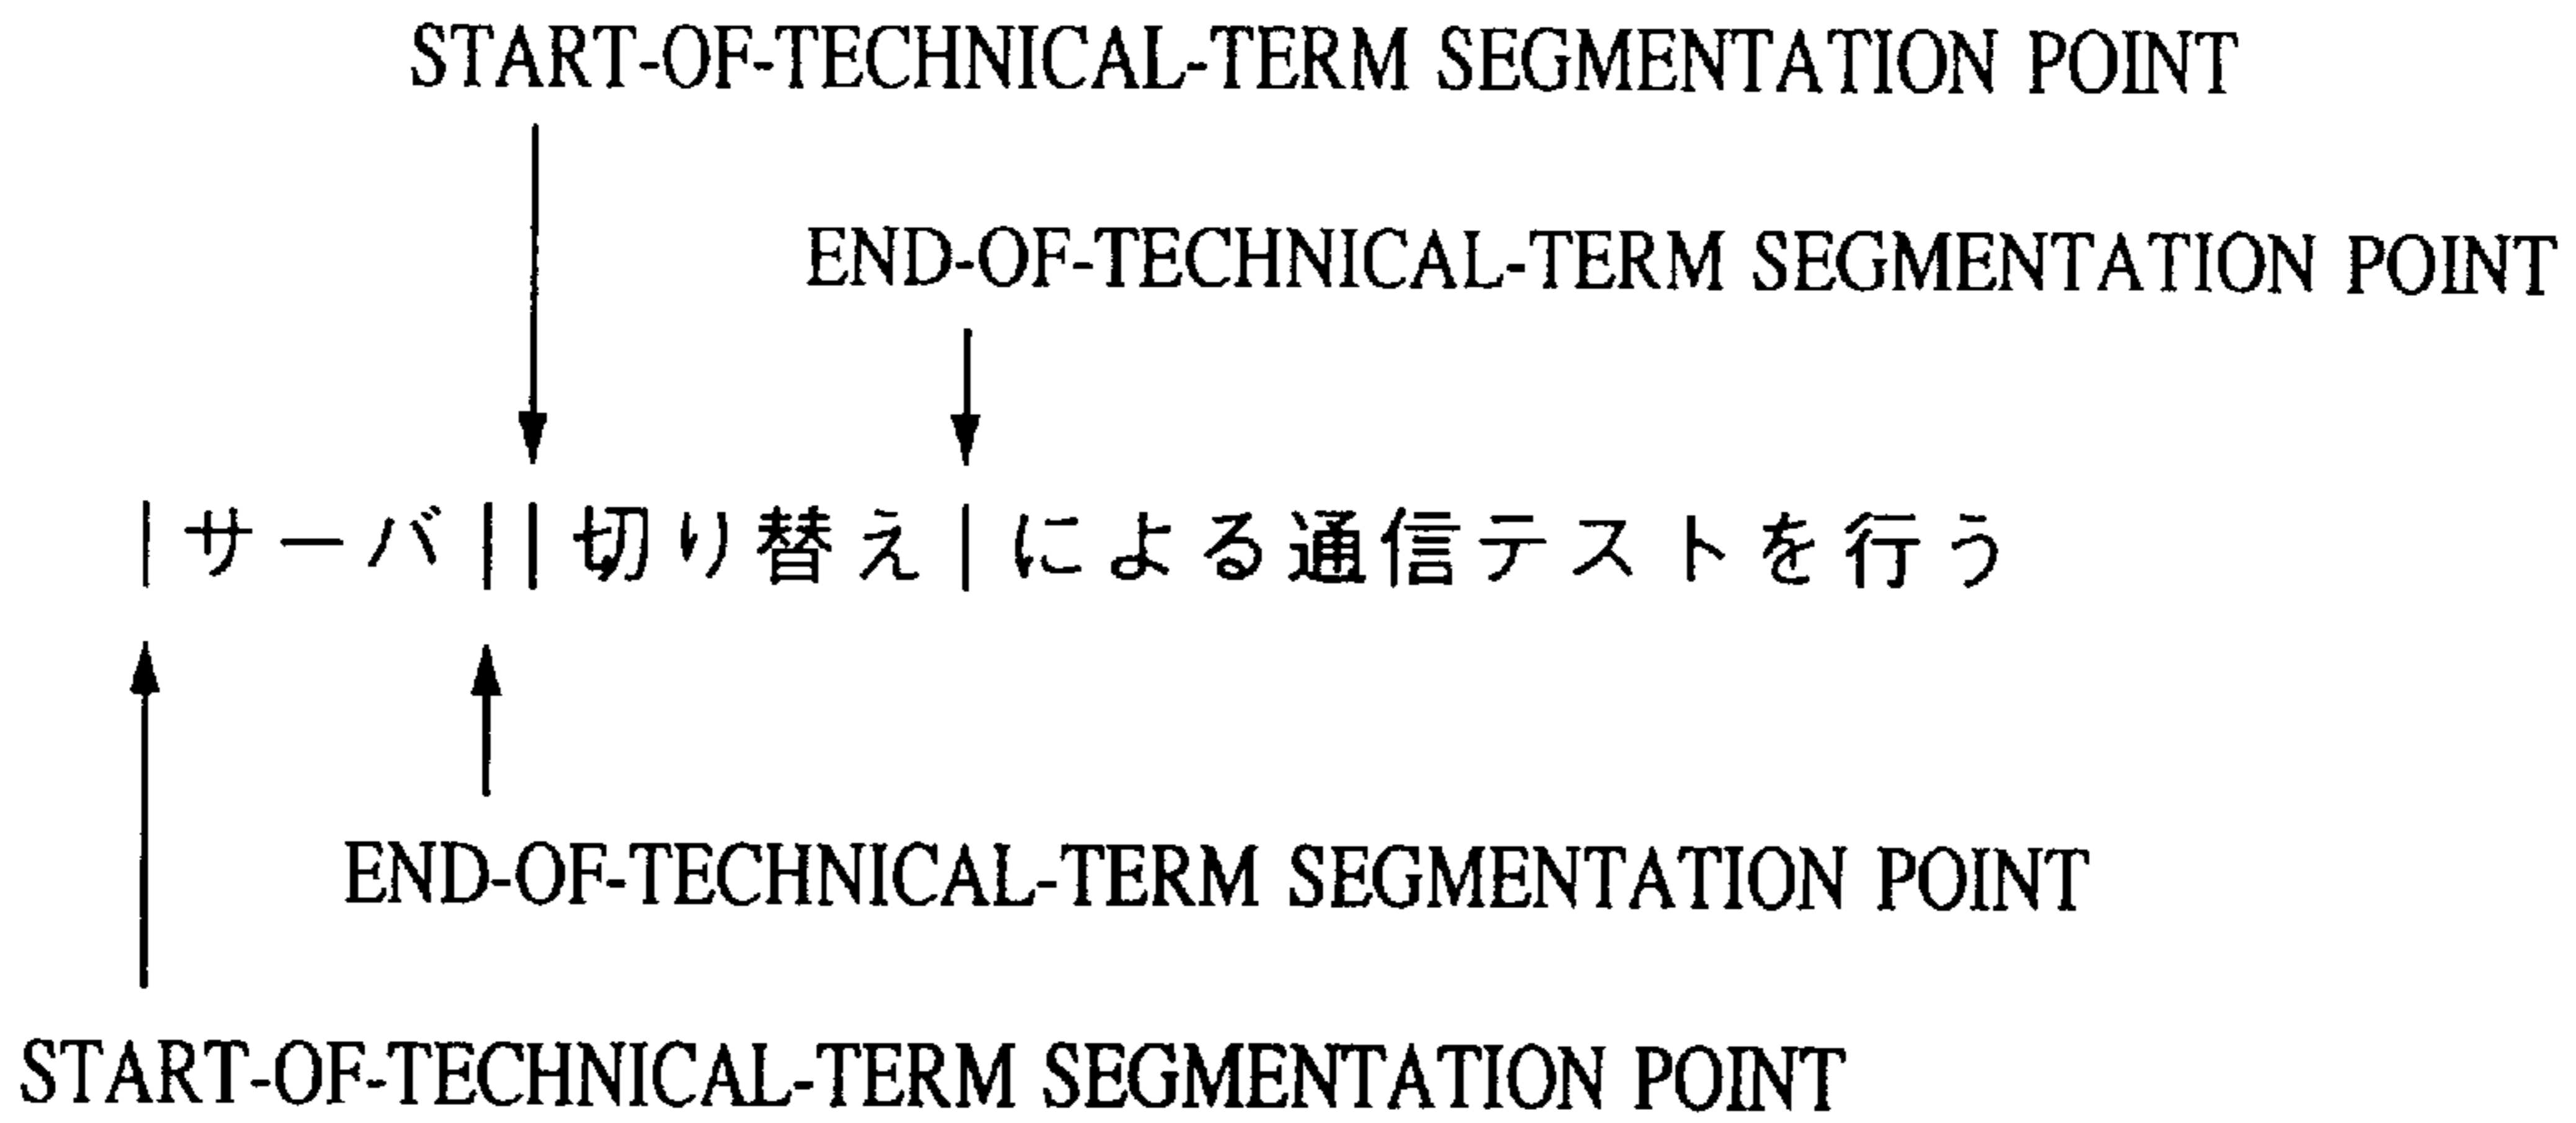 START-OF-TECHNICAL-TERM SEGMENTATION POINT
END-OF-TECHNICAL-TERM SEGMENTATION POINT
|サーバ||切り替え|による通信テストを行う
END-OF-TECHNICAL-TERM SEGMENTATION POINT
START-OF-TECHNICAL-TERM SEGMENTATION POINT